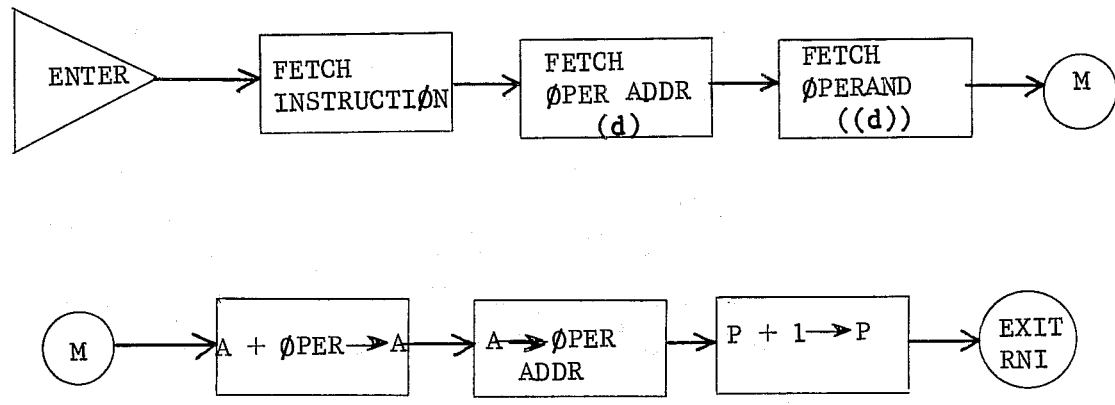 ENTER
FETCH
INSTRUCTIØN
FETCH
ØPER ADDR
(d)
FETCH
ØPERAND
((d))
M
M
A + ØPER → A
A → ØPER
ADDR
P + 1 → P
EXIT
RNI